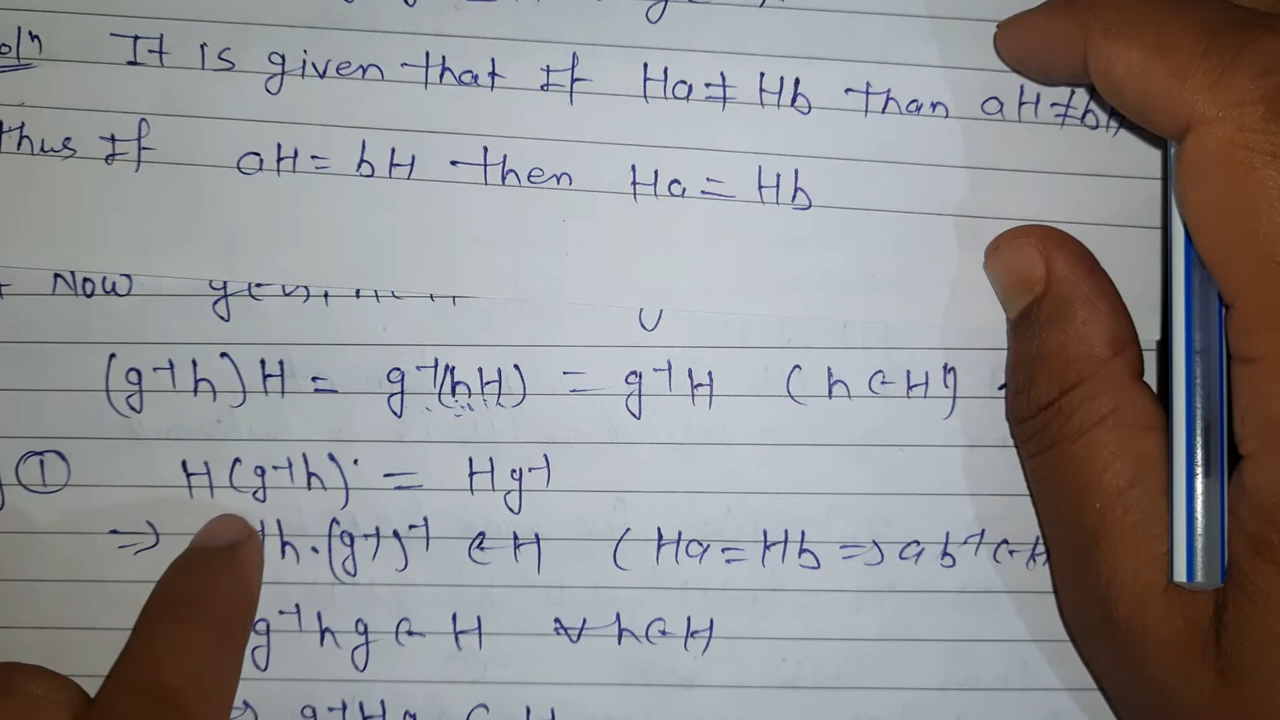 Solⁿ It is given that If Ha ≠ Hb than aH ≠ bH
thus If aH = bH then Ha = Hb
Now
(g⁻¹h)H = g⁻¹(hH) = g⁻¹H (h ∈ H)
① H(g⁻¹h) = Hg⁻¹
⇒ h·(g⁻¹)⁻¹ ∈ H (Ha = Hb ⇒ ab⁻¹ ∈ H
g⁻¹hg ∈ H ∀ h ∈ H